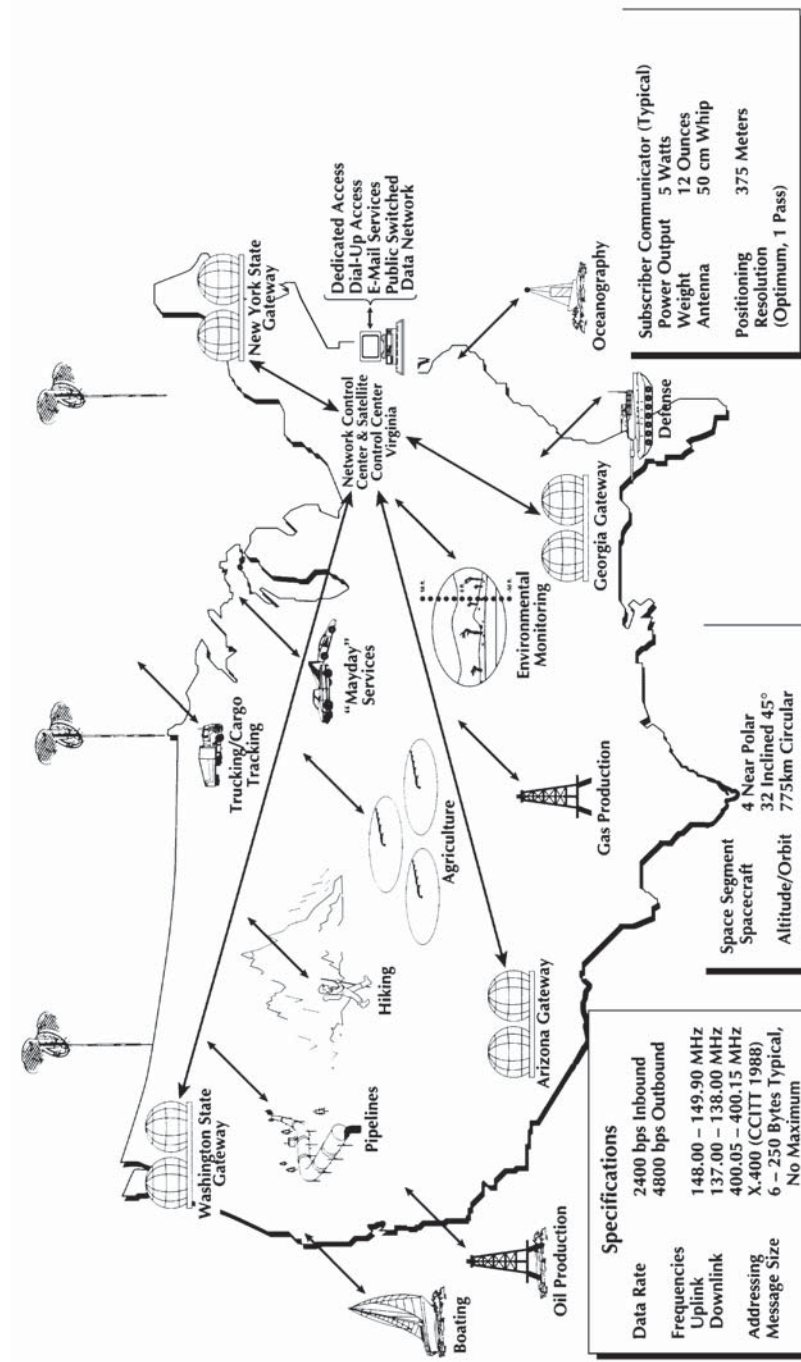 Washington State
Gateway
New York State
Gateway
Trucking/Cargo
Tracking
"Mayday"
Services
Network Control
Center & Satellite
Control Center
Virginia
Dedicated Access
Dial-Up Access
E-Mail Services
Public Switched
Data Network
Boating
Pipelines
Hiking
Agriculture
Environmental
Monitoring
Oceanography
Oil Production
Arizona Gateway
Gas Production
Georgia Gateway
Defense
Specifications
Data Rate 2400 bps Inbound
4800 bps Outbound
Frequencies
Uplink 148.00 – 149.90 MHz
Downlink 137.00 – 138.00 MHz
400.05 – 400.15 MHz
Addressing X.400 (CCITT 1988)
Message Size 6 – 250 Bytes Typical,
No Maximum
Space Segment
Spacecraft 4 Near Polar
32 Inclined 45°
Altitude/Orbit 775km Circular
Subscriber Communicator (Typical)
Power Output 5 Watts
Weight 12 Ounces
Antenna 50 cm Whip
Positioning 375 Meters
Resolution
(Optimum, 1 Pass)